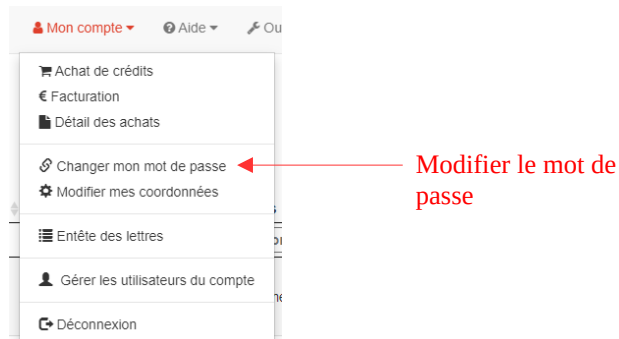 Mon compte Aide Ou
Achat de crédits
€ Facturation
Détail des achats
Changer mon mot de passe
Modifier mes coordonnées
Entête des lettres
Gérer les utilisateurs du compte
Déconnexion
Modifier le mot de
passe